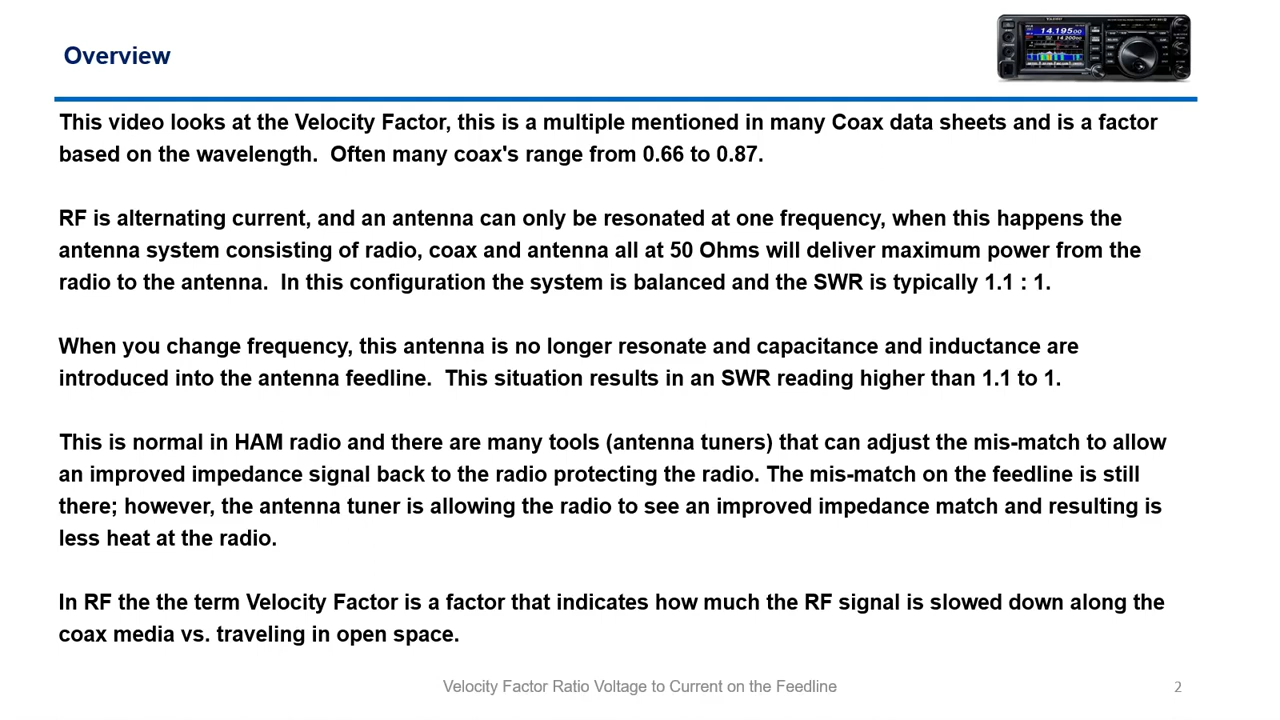 Overview
YAESU
14.195.00
14.200.00
This video looks at the Velocity Factor, this is a multiple mentioned in many Coax data sheets and is a factor
based on the wavelength.  Often many coax's range from 0.66 to 0.87.
RF is alternating current, and an antenna can only be resonated at one frequency, when this happens the
antenna system consisting of radio, coax and antenna all at 50 Ohms will deliver maximum power from the
radio to the antenna.  In this configuration the system is balanced and the SWR is typically 1.1 : 1.
When you change frequency, this antenna is no longer resonate and capacitance and inductance are
introduced into the antenna feedline.  This situation results in an SWR reading higher than 1.1 to 1.
This is normal in HAM radio and there are many tools (antenna tuners) that can adjust the mis-match to allow
an improved impedance signal back to the radio protecting the radio. The mis-match on the feedline is still
there; however, the antenna tuner is allowing the radio to see an improved impedance match and resulting is
less heat at the radio.
In RF the the term Velocity Factor is a factor that indicates how much the RF signal is slowed down along the
coax media vs. traveling in open space.
Velocity Factor Ratio Voltage to Current on the Feedline
2